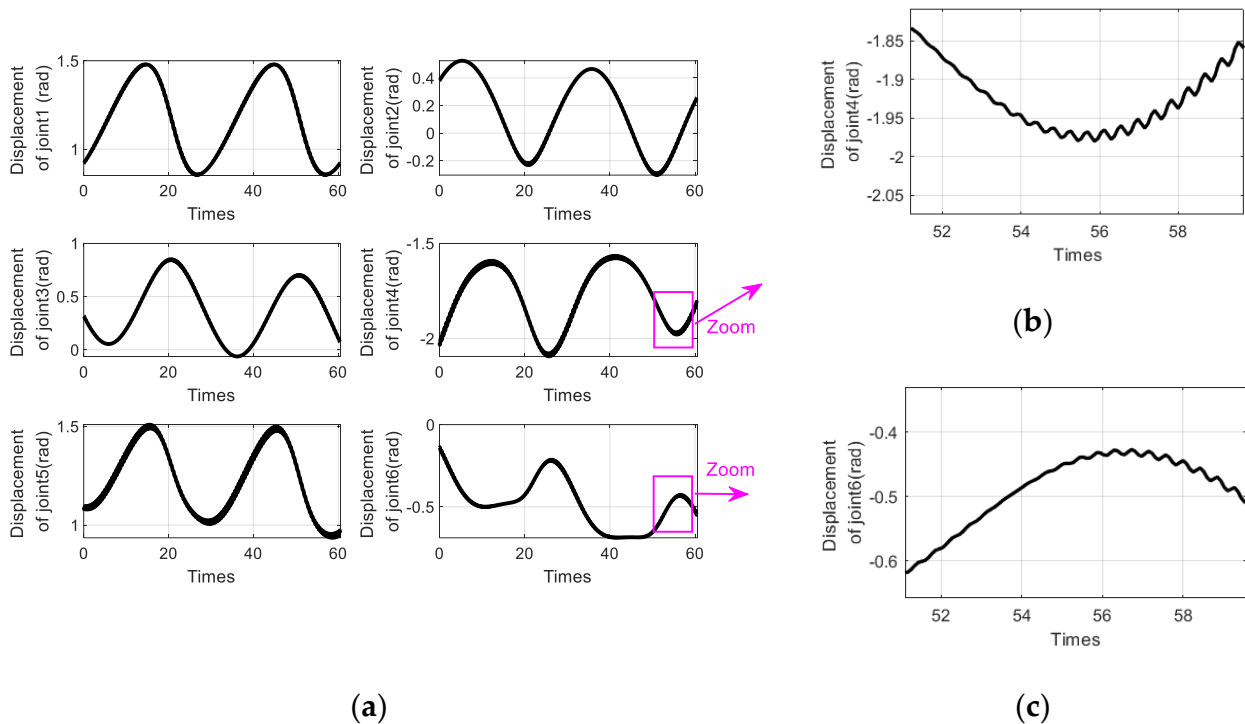 Displacement
of joint1 (rad)
1.5
1
0
20
40
60
Times
Displacement
of joint2(rad)
0.4
0.2
0
-0.2
0
20
40
60
Times
Displacement
of joint3(rad)
1
0.5
0
0
20
40
60
Times
Displacement
of joint4(rad)
-1.5
-2
0
20
40
60
Times
Zoom
Displacement
of joint5(rad)
1.5
1
0
20
40
60
Times
Displacement
of joint6(rad)
0
-0.5
0
20
40
60
Times
Zoom
(a)
Displacement
of joint4(rad)
-1.85
-1.9
-1.95
-2
-2.05
52
54
56
58
Times
(b)
Displacement
of joint6(rad)
-0.4
-0.5
-0.6
52
54
56
58
Times
(c)